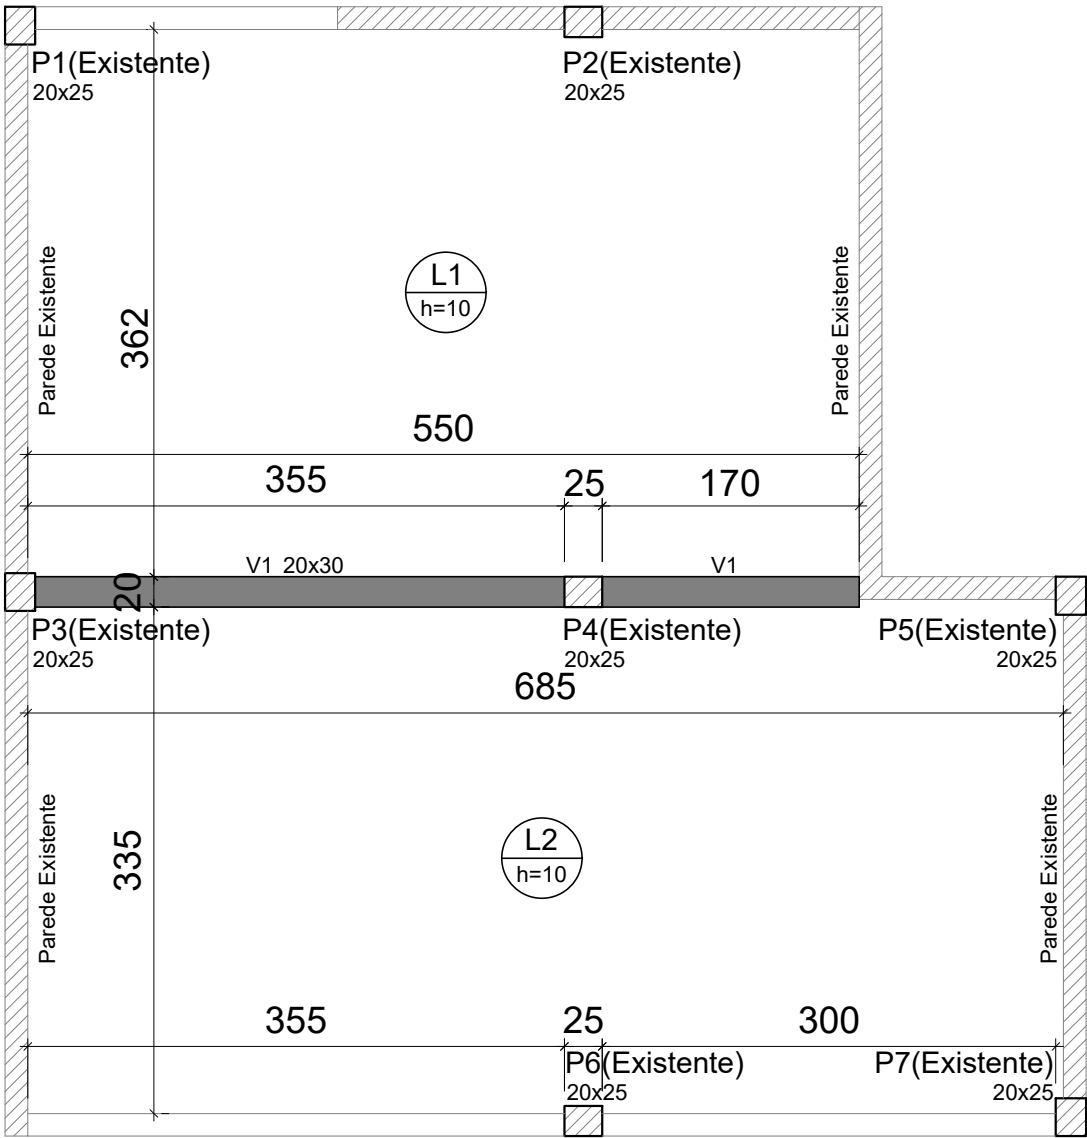 P1(Existente)
20x25
P2(Existente)
20x25
Parede Existente
Parede Existente
L1
h=10
362
550
355
25
170
V1 20x30
V1
20
P3(Existente)
20x25
P4(Existente)
20x25
P5(Existente)
20x25
685
Parede Existente
Parede Existente
L2
h=10
335
355
25
300
P6(Existente)
20x25
P7(Existente)
20x25